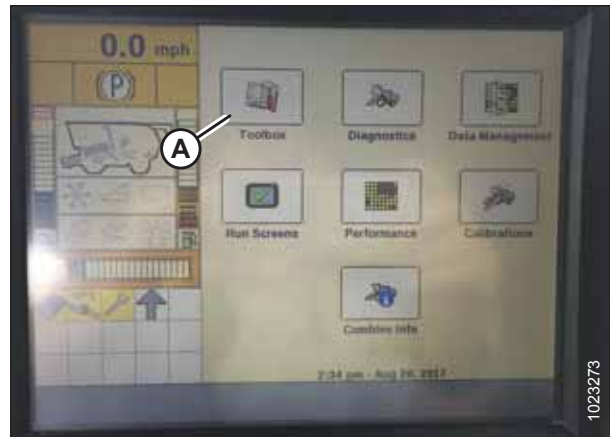 0.0 mph
(P)
A
Toolbox
Diagnostics
Data Management
Run Screens
Performance
Calibrations
Combine Info
2:34 pm - Aug 24, 2017
1023273